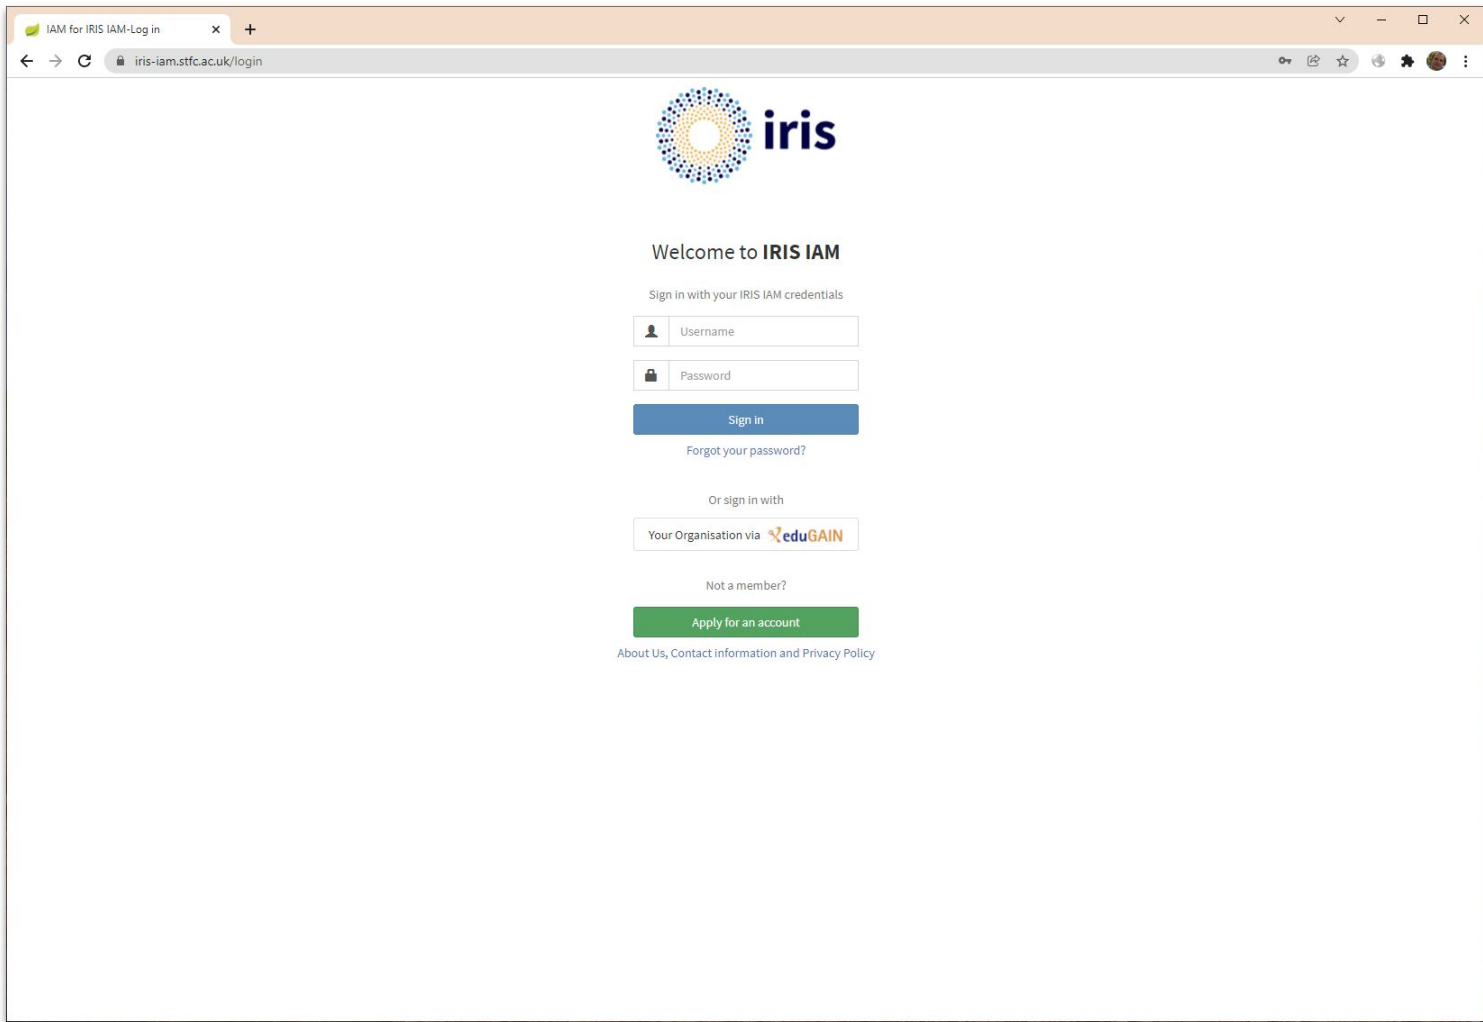 IAM for IRIS IAM-Log in
iris-iam.stfc.ac.uk/login
iris
Welcome to IRIS IAM
Sign in with your IRIS IAM credentials
Username
Password
Sign in
Forgot your password?
Or sign in with
Your Organisation via eduGAIN
Not a member?
Apply for an account
About Us, Contact information and Privacy Policy